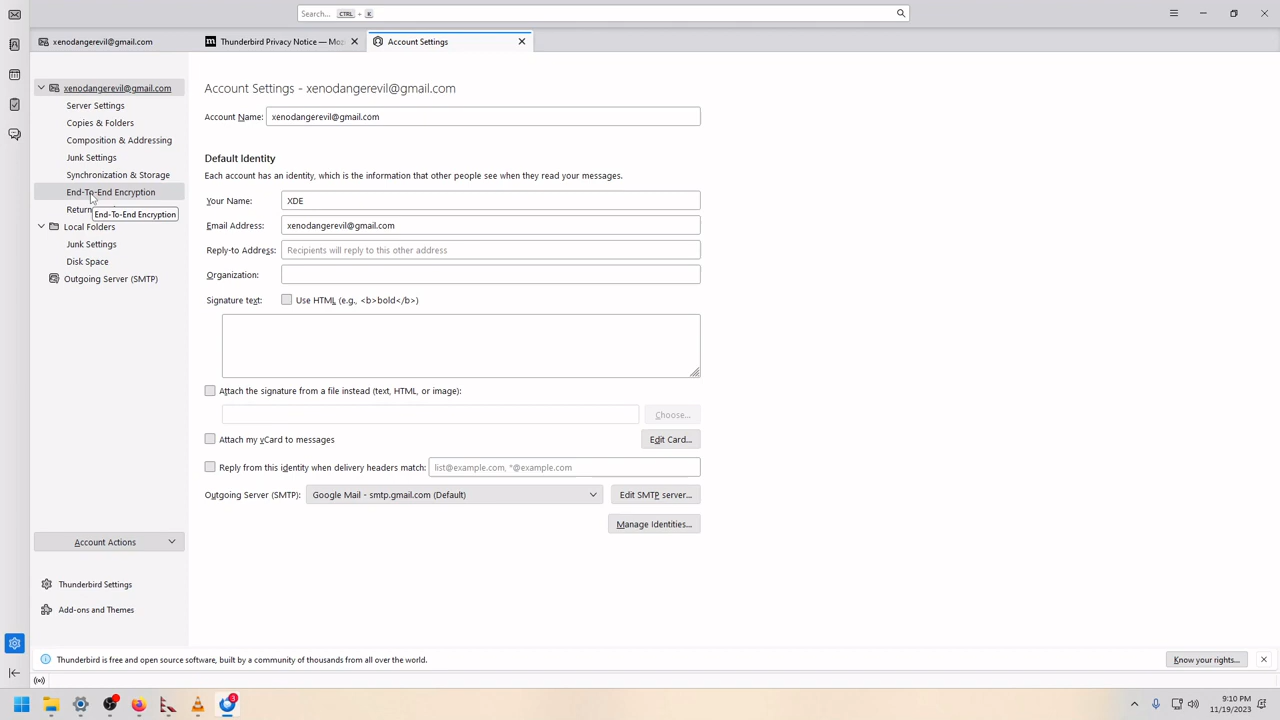 Search... CTRL + K
xenodangerevil@gmail.com
Thunderbird Privacy Notice — Moz
Account Settings
xenodangerevil@gmail.com
Server Settings
Copies & Folders
Composition & Addressing
Junk Settings
Synchronization & Storage
End-To-End Encryption
Return
End-To-End Encryption
Local Folders
Junk Settings
Disk Space
Outgoing Server (SMTP)
Account Settings - xenodangerevil@gmail.com
Account Name: xenodangerevil@gmail.com
Default Identity
Each account has an identity, which is the information that other people see when they read your messages.
Your Name: XDE
Email Address: xenodangerevil@gmail.com
Reply-to Address: Recipients will reply to this other address
Organization:
Signature text: Use HTML (e.g., <b>bold</b>)
Attach the signature from a file instead (text, HTML, or image):
Choose...
Attach my vCard to messages Edit Card...
Reply from this identity when delivery headers match: list@example.com, *@example.com
Outgoing Server (SMTP): Google Mail - smtp.gmail.com (Default) Edit SMTP server...
Manage Identities...
Account Actions
Thunderbird Settings
Add-ons and Themes
Thunderbird is free and open source software, built by a community of thousands from all over the world. Know your rights...
3
9:10 PM
11/19/2023